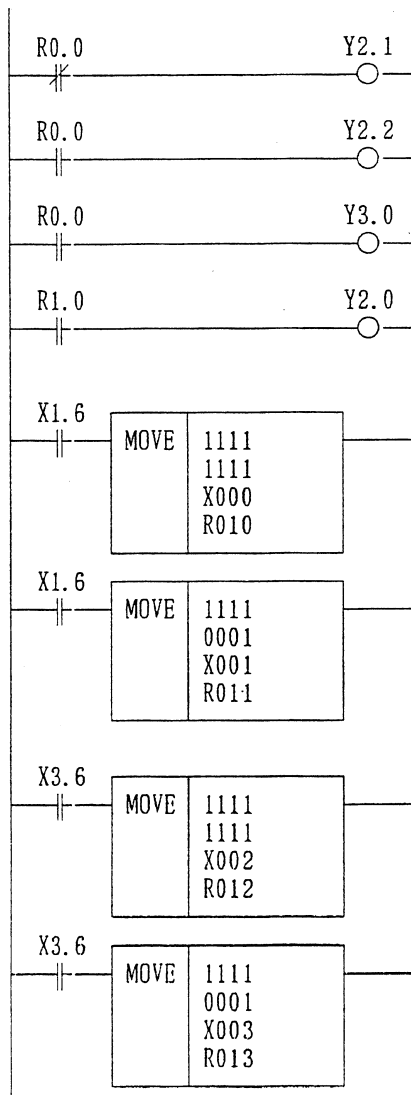 R0.0 Y2.1
R0.0 Y2.2
R0.0 Y3.0
R1.0 Y2.0
X1.6
MOVE 1111
1111
X000
R010
X1.6
MOVE 1111
0001
X001
R011
X3.6
MOVE 1111
1111
X002
R012
X3.6
MOVE 1111
0001
X003
R013